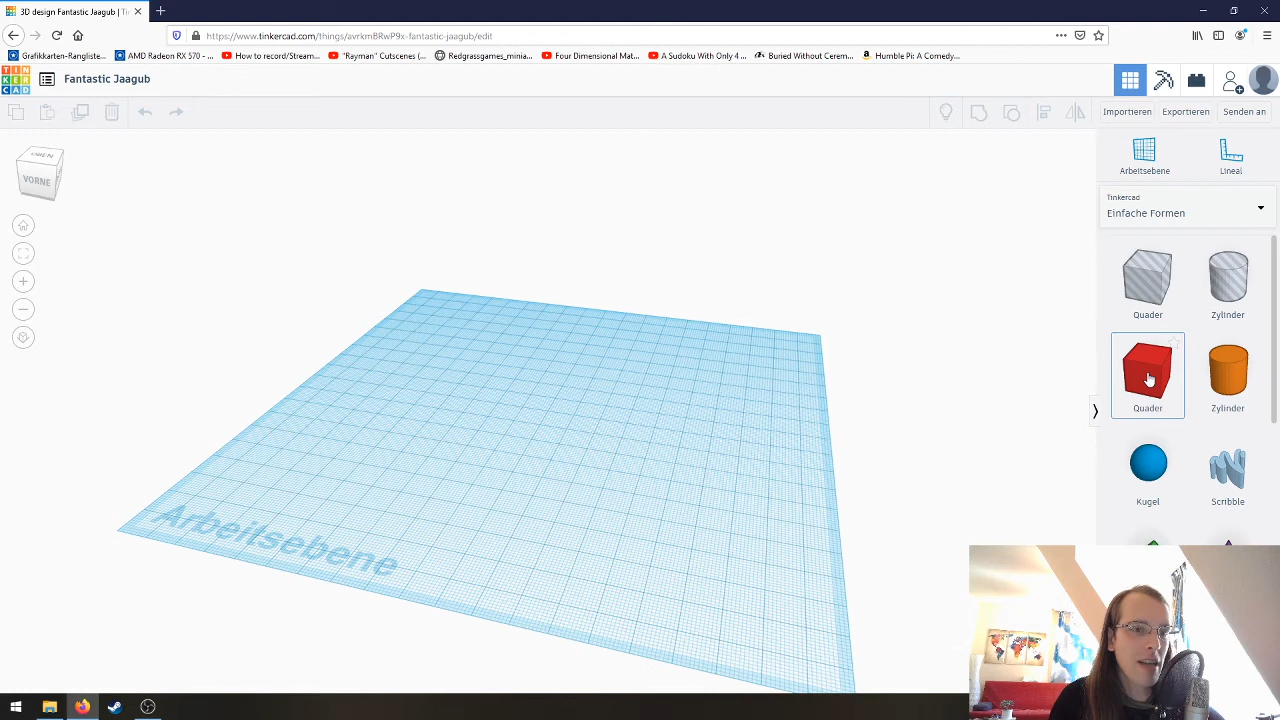 3D design Fantastic Jaagub | Tin
https://www.tinkercad.com/things/avrkmBRwP9x-fantastic-jaagub/edit
Grafikkarten-Rangliste...
AMD Radeon RX 570 - ...
How to record/Stream...
"Rayman" Cutscenes (...
Redgrassgames_minia...
Four Dimensional Mat...
A Sudoku Very Only 4 ...
Buried Without Cerem...
Humble Pi: A Comedy...
TIN
KER
CAD
Fantastic Jaagub
Importieren
Exportieren
Senden an
OBEN
VORNE
Arbeitsebene
Lineal
Tinkercad
Einfache Formen
Quader
Zylinder
Quader
Zylinder
Kugel
Scribble
Arbeitsebene